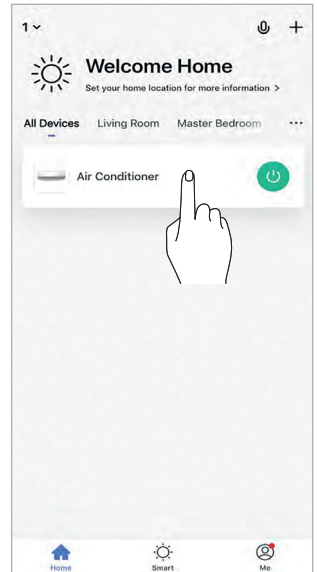 1
Welcome Home
Set your home location for more information >
All Devices Living Room Master Bedroom ...
Air Conditioner
Home Smart Me